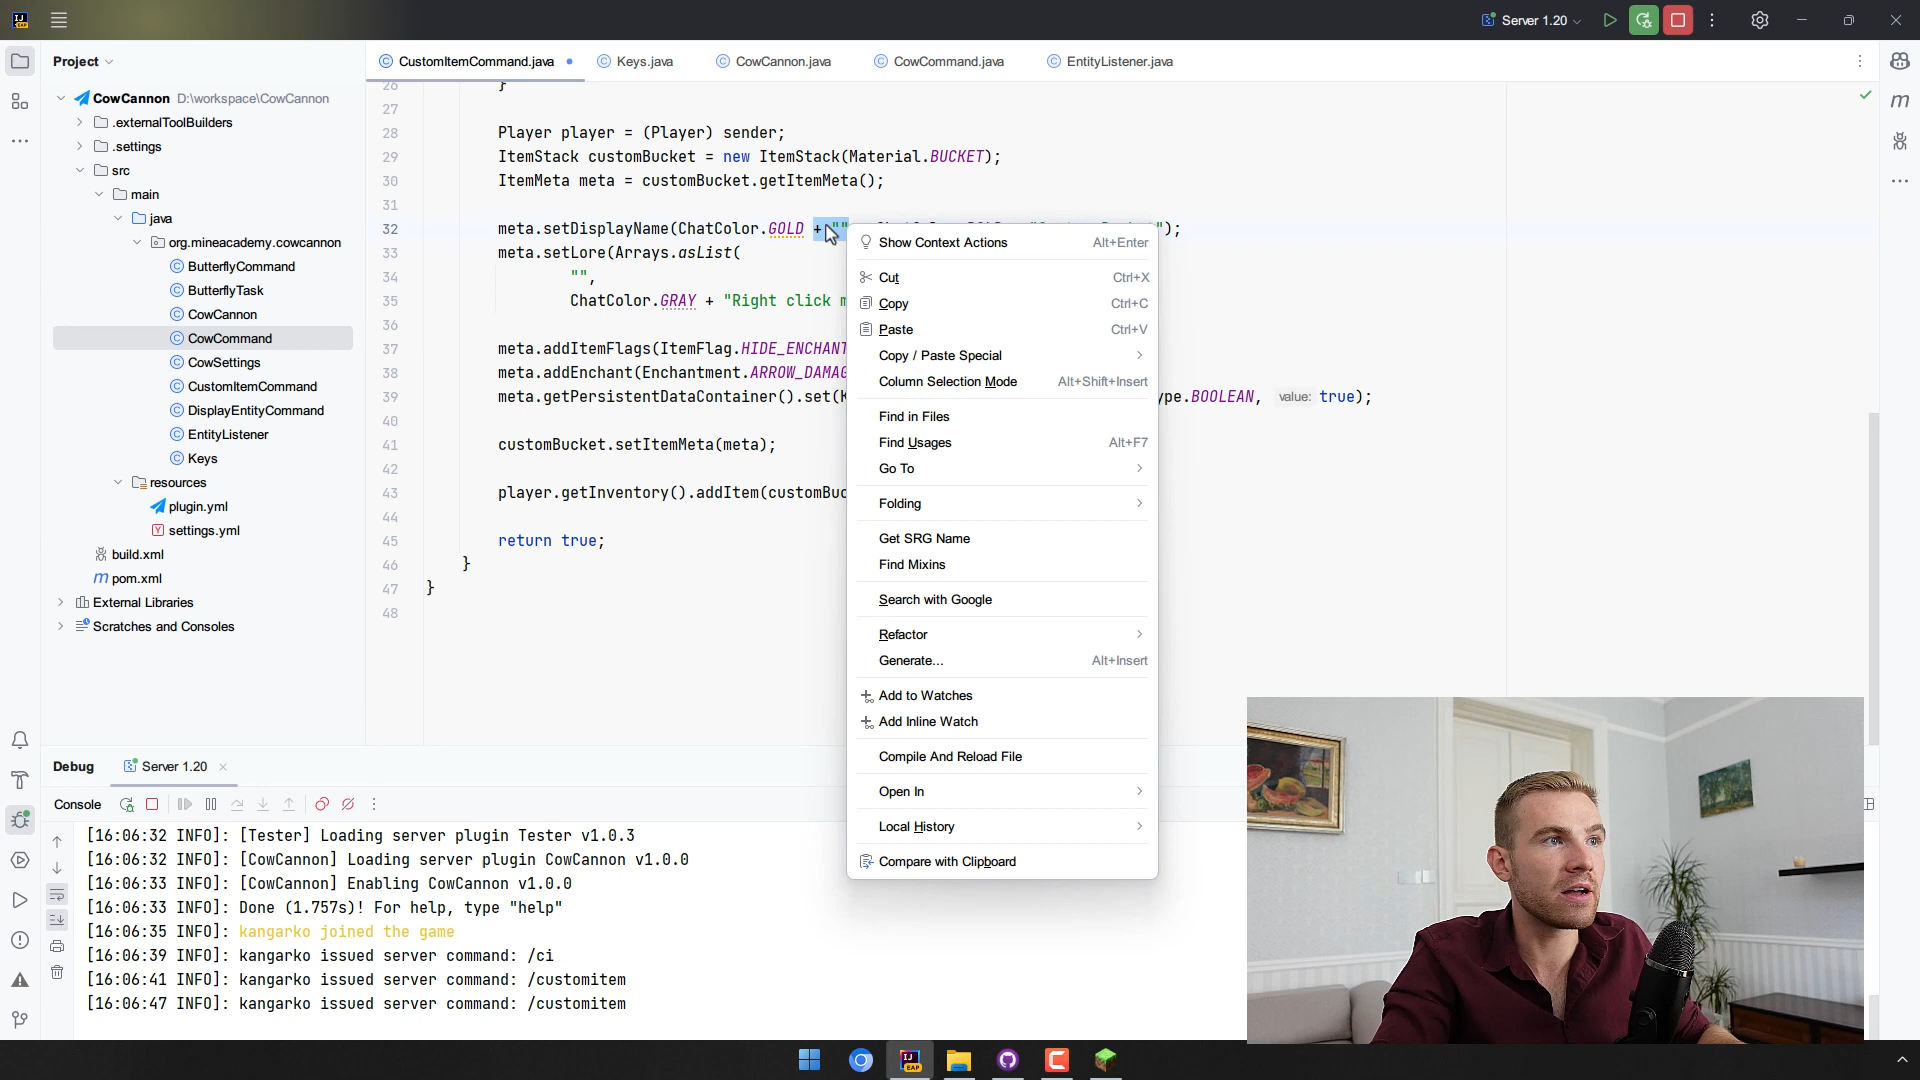 Server 1.20
Project
CustomItemCommand.java
Keys.java
CowCannon.java
CowCommand.java
EntityListener.java
CowCannon D:\workspace\CowCannon
.externalToolBuilders
.settings
src
main
java
org.mineacademy.cowcannon
ButterflyCommand
ButterflyTask
CowCannon
CowCommand
CowSettings
CustomItemCommand
DisplayEntityCommand
EntityListener
Keys
resources
plugin.yml
settings.yml
build.xml
pom.xml
External Libraries
Scratches and Consoles
26 }
27
28 Player player = (Player) sender;
29 ItemStack customBucket = new ItemStack(Material.BUCKET);
30 ItemMeta meta = customBucket.getItemMeta();
31
32 meta.setDisplayName(ChatColor.GOLD + "" ");
33 meta.setLore(Arrays.asList(
34 "",
35 ChatColor.GRAY + "Right click
36
37 meta.addItemFlags(ItemFlag.HIDE_ENCHANT
38 meta.addEnchant(Enchantment.ARROW_DAMAG
39 meta.getPersistentDataContainer().set(K ype.BOOLEAN, value: true);
40
41 customBucket.setItemMeta(meta);
42
43 player.getInventory().addItem(customBuc
44
45 return true;
46 }
47 }
48
Show Context Actions Alt+Enter
Cut Ctrl+X
Copy Ctrl+C
Paste Ctrl+V
Copy / Paste Special
Column Selection Mode Alt+Shift+Insert
Find in Files
Find Usages Alt+F7
Go To
Folding
Get SRG Name
Find Mixins
Search with Google
Refactor
Generate... Alt+Insert
Add to Watches
Add Inline Watch
Compile And Reload File
Open In
Local History
Compare with Clipboard
Debug
Server 1.20
Console
[16:06:32 INFO]: [Tester] Loading server plugin Tester v1.0.3
[16:06:32 INFO]: [CowCannon] Loading server plugin CowCannon v1.0.0
[16:06:33 INFO]: [CowCannon] Enabling CowCannon v1.0.0
[16:06:33 INFO]: Done (1.757s)! For help, type "help"
[16:06:35 INFO]: kangarko joined the game
[16:06:39 INFO]: kangarko issued server command: /ci
[16:06:41 INFO]: kangarko issued server command: /customitem
[16:06:47 INFO]: kangarko issued server command: /customitem